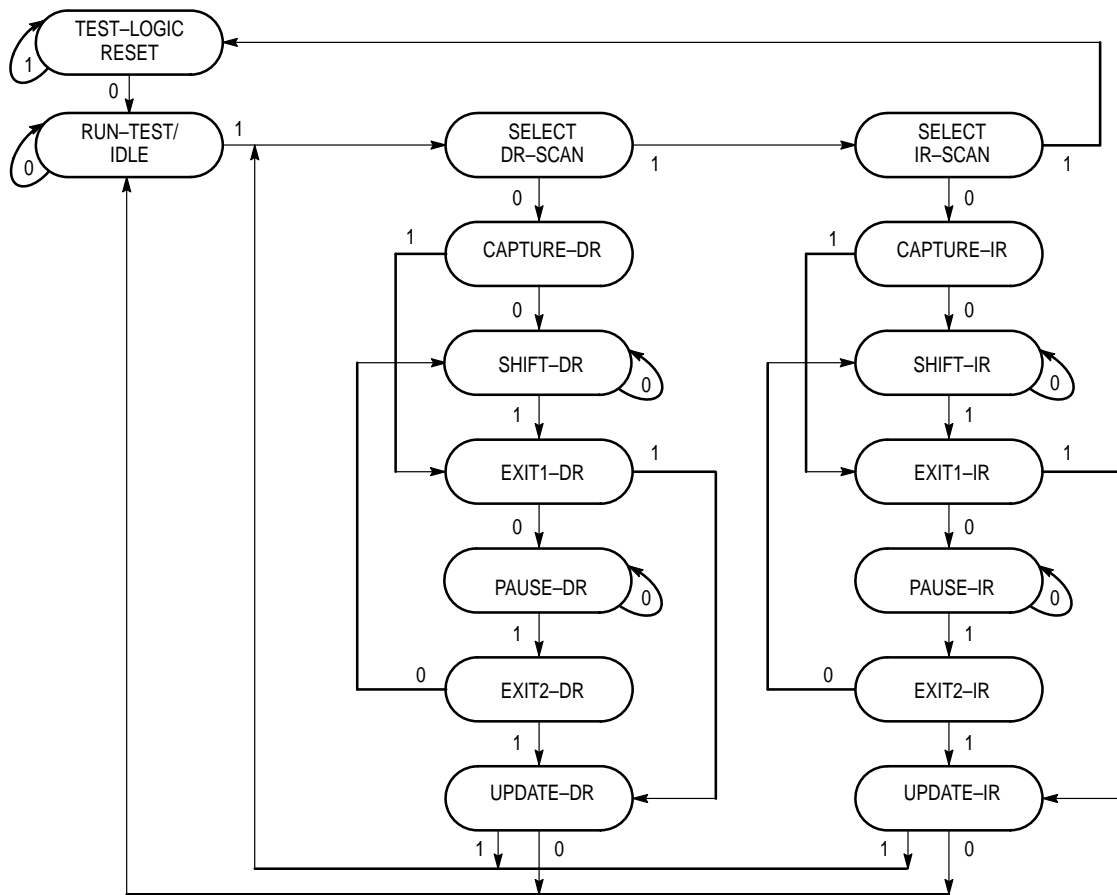 TEST–LOGIC
RESET
1
0
RUN–TEST/
IDLE
0
1
SELECT
DR–SCAN
1
SELECT
IR–SCAN
1
0
0
1
CAPTURE–DR
1
CAPTURE–IR
0
0
SHIFT–DR
0
SHIFT–IR
0
1
1
EXIT1–DR
1
EXIT1–IR
1
0
0
PAUSE–DR
0
PAUSE–IR
0
1
1
0
EXIT2–DR
0
EXIT2–IR
1
1
UPDATE–DR
UPDATE–IR
1
0
1
0